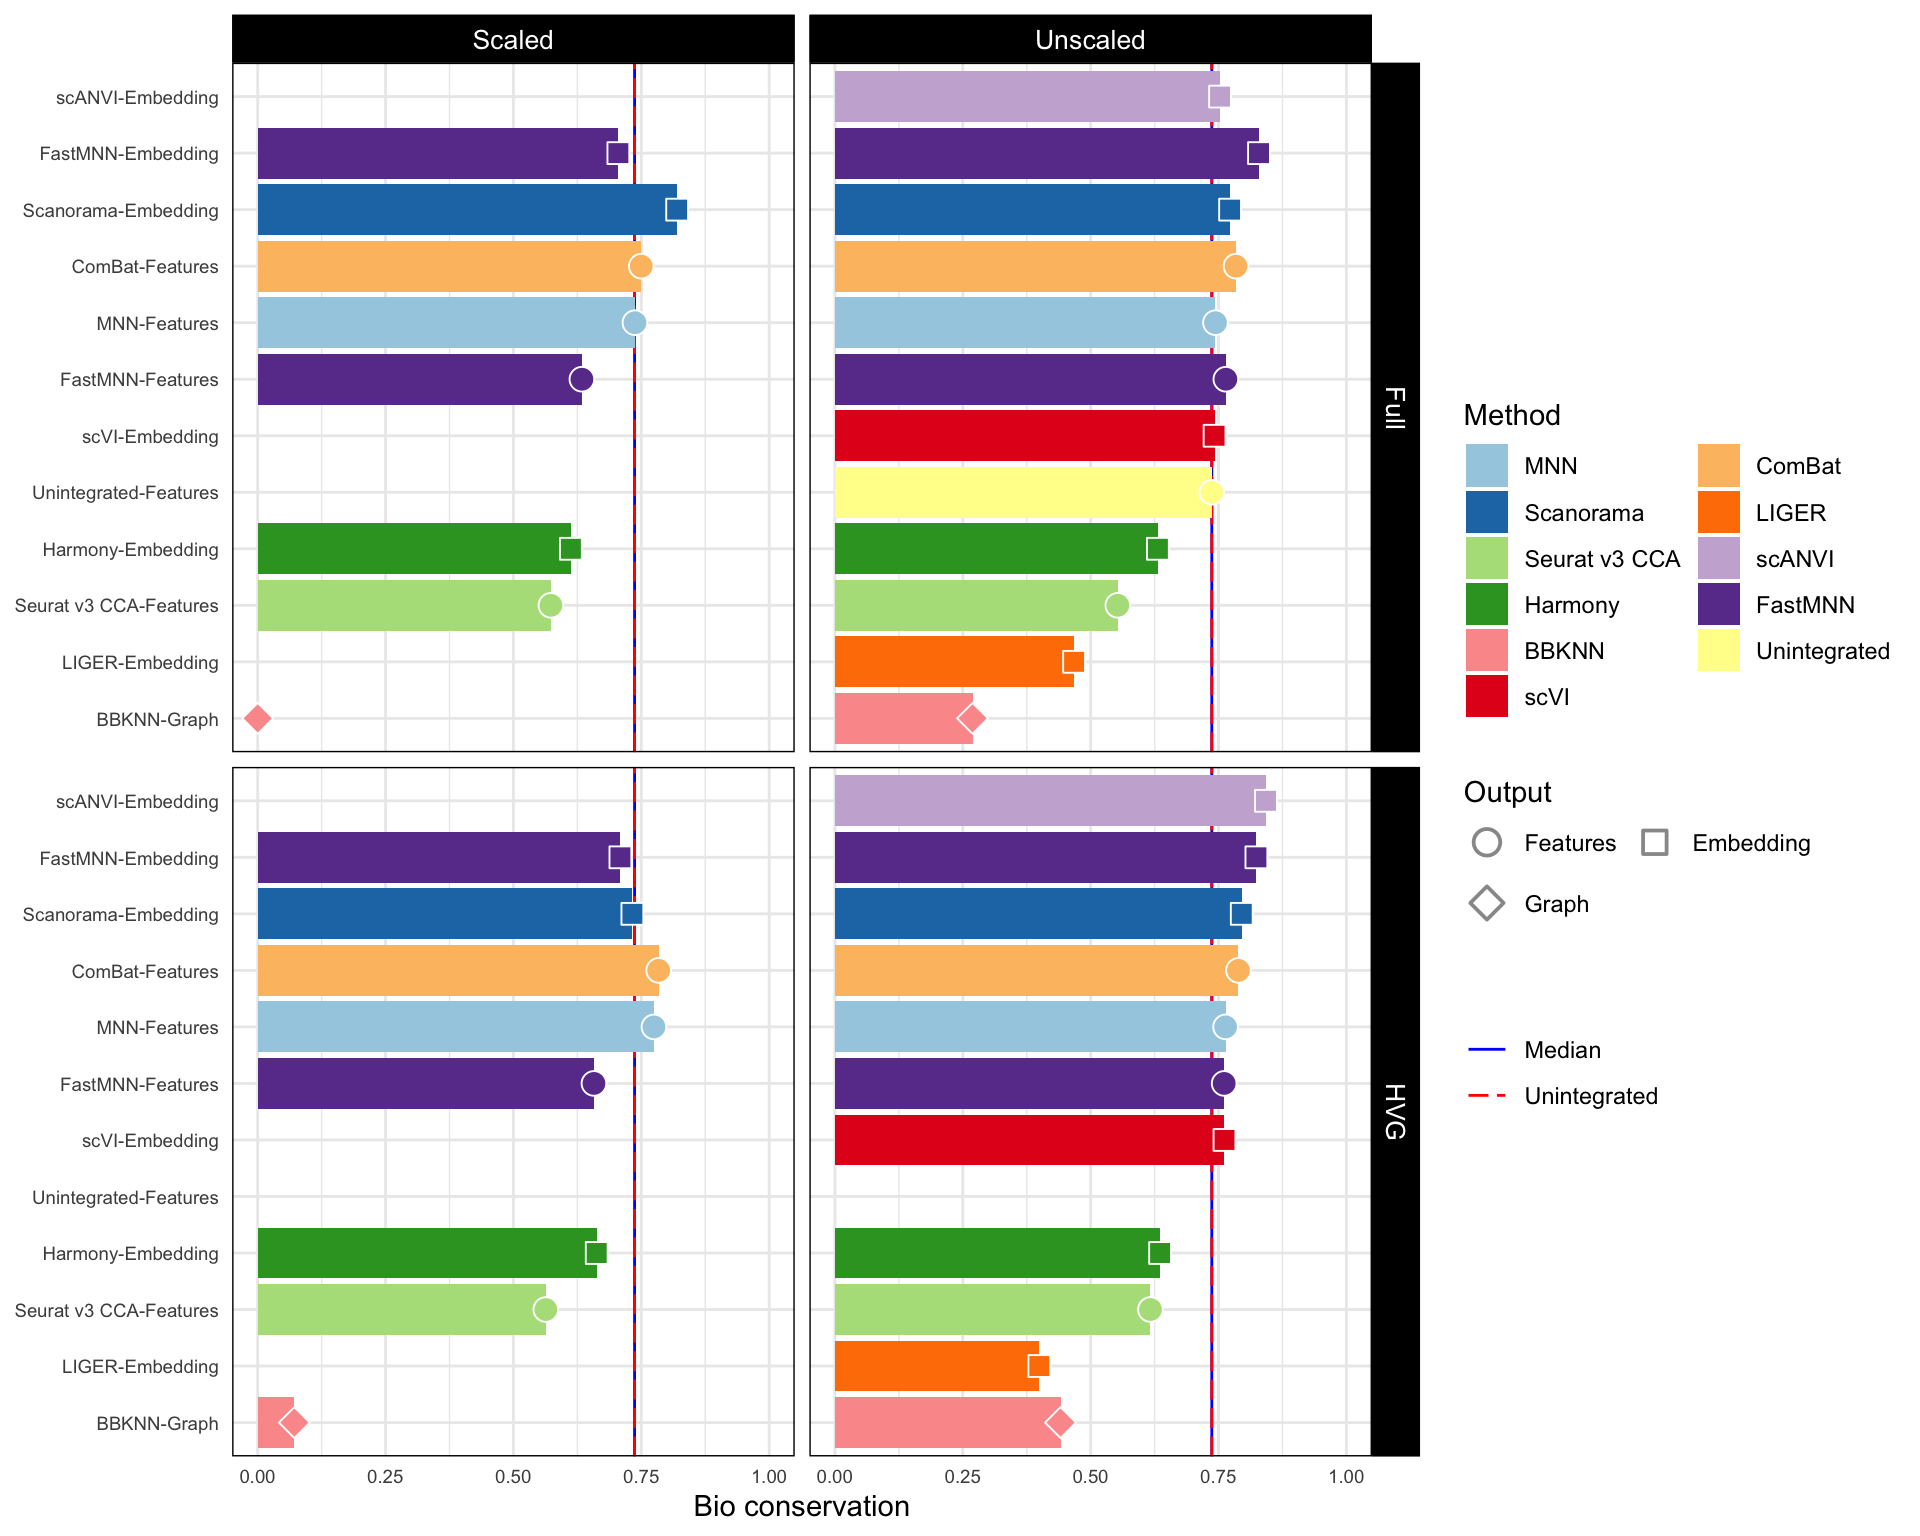 Scaled
Unscaled
scANVI-Embedding
FastMNN-Embedding
Scanorama-Embedding
ComBat-Features
MNN-Features
FastMNN-Features
scVI-Embedding
Unintegrated-Features
Harmony-Embedding
Seurat v3 CCA-Features
LIGER-Embedding
BBKNN-Graph
Full
scANVI-Embedding
FastMNN-Embedding
Scanorama-Embedding
ComBat-Features
MNN-Features
FastMNN-Features
scVI-Embedding
Unintegrated-Features
Harmony-Embedding
Seurat v3 CCA-Features
LIGER-Embedding
BBKNN-Graph
HVG
0.00 0.25 0.50 0.75 1.00
0.00 0.25 0.50 0.75 1.00
Bio conservation
Method
MNN
Scanorama
Seurat v3 CCA
Harmony
BBKNN
scVI
ComBat
LIGER
scANVI
FastMNN
Unintegrated
Output
Features
Embedding
Graph
Median
Unintegrated